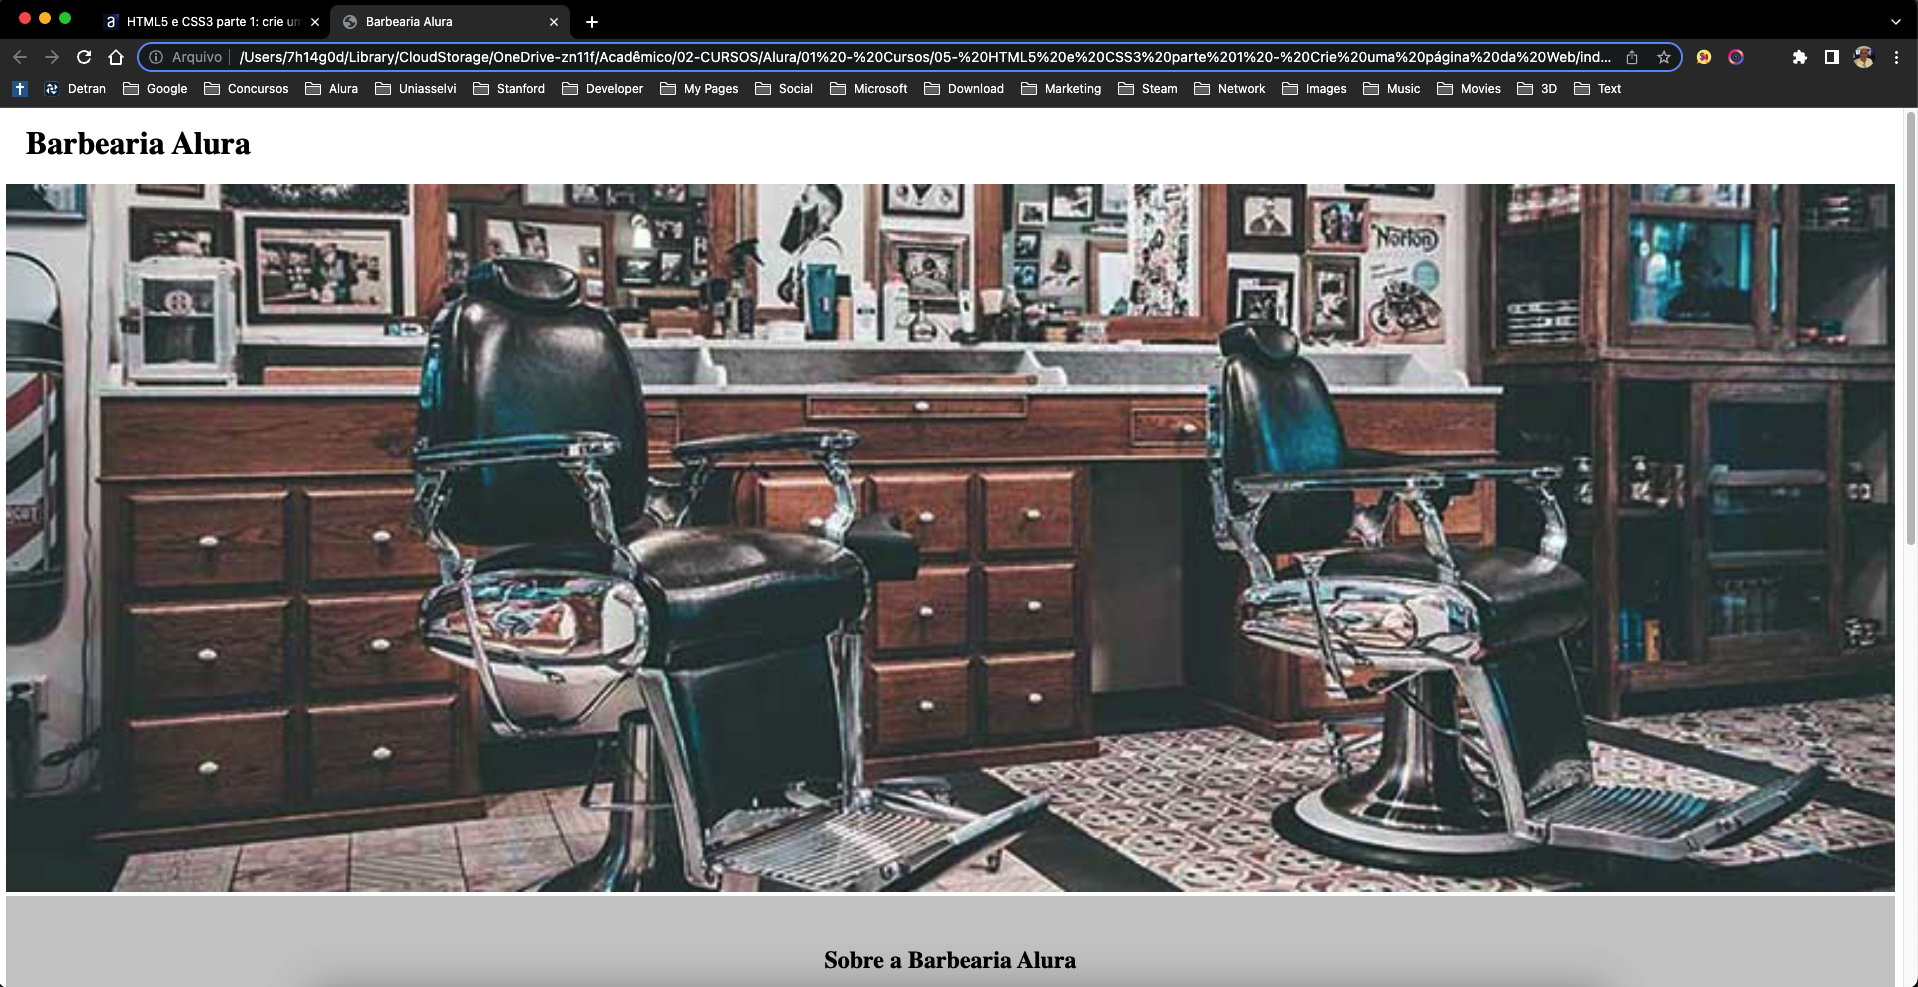 HTML5 e CSS3 parte 1: crie un
Barbearia Alura
Arquivo
/Users/7h14g0d/Library/CloudStorage/OneDrive-zn11f/Acadêmico/02-CURSOS/Alura/01%20-%20Cursos/05-%20HTML5%20e%20CSS3%20parte%201%20-%20Crie%20uma%20página%20da%20Web/ind...
Detran Google Concursos Alura Uniasselvi Stanford Developer My Pages Social Microsoft Download Marketing Steam Network Images Music Movies 3D Text
Barbearia Alura
Norton
Sobre a Barbearia Alura